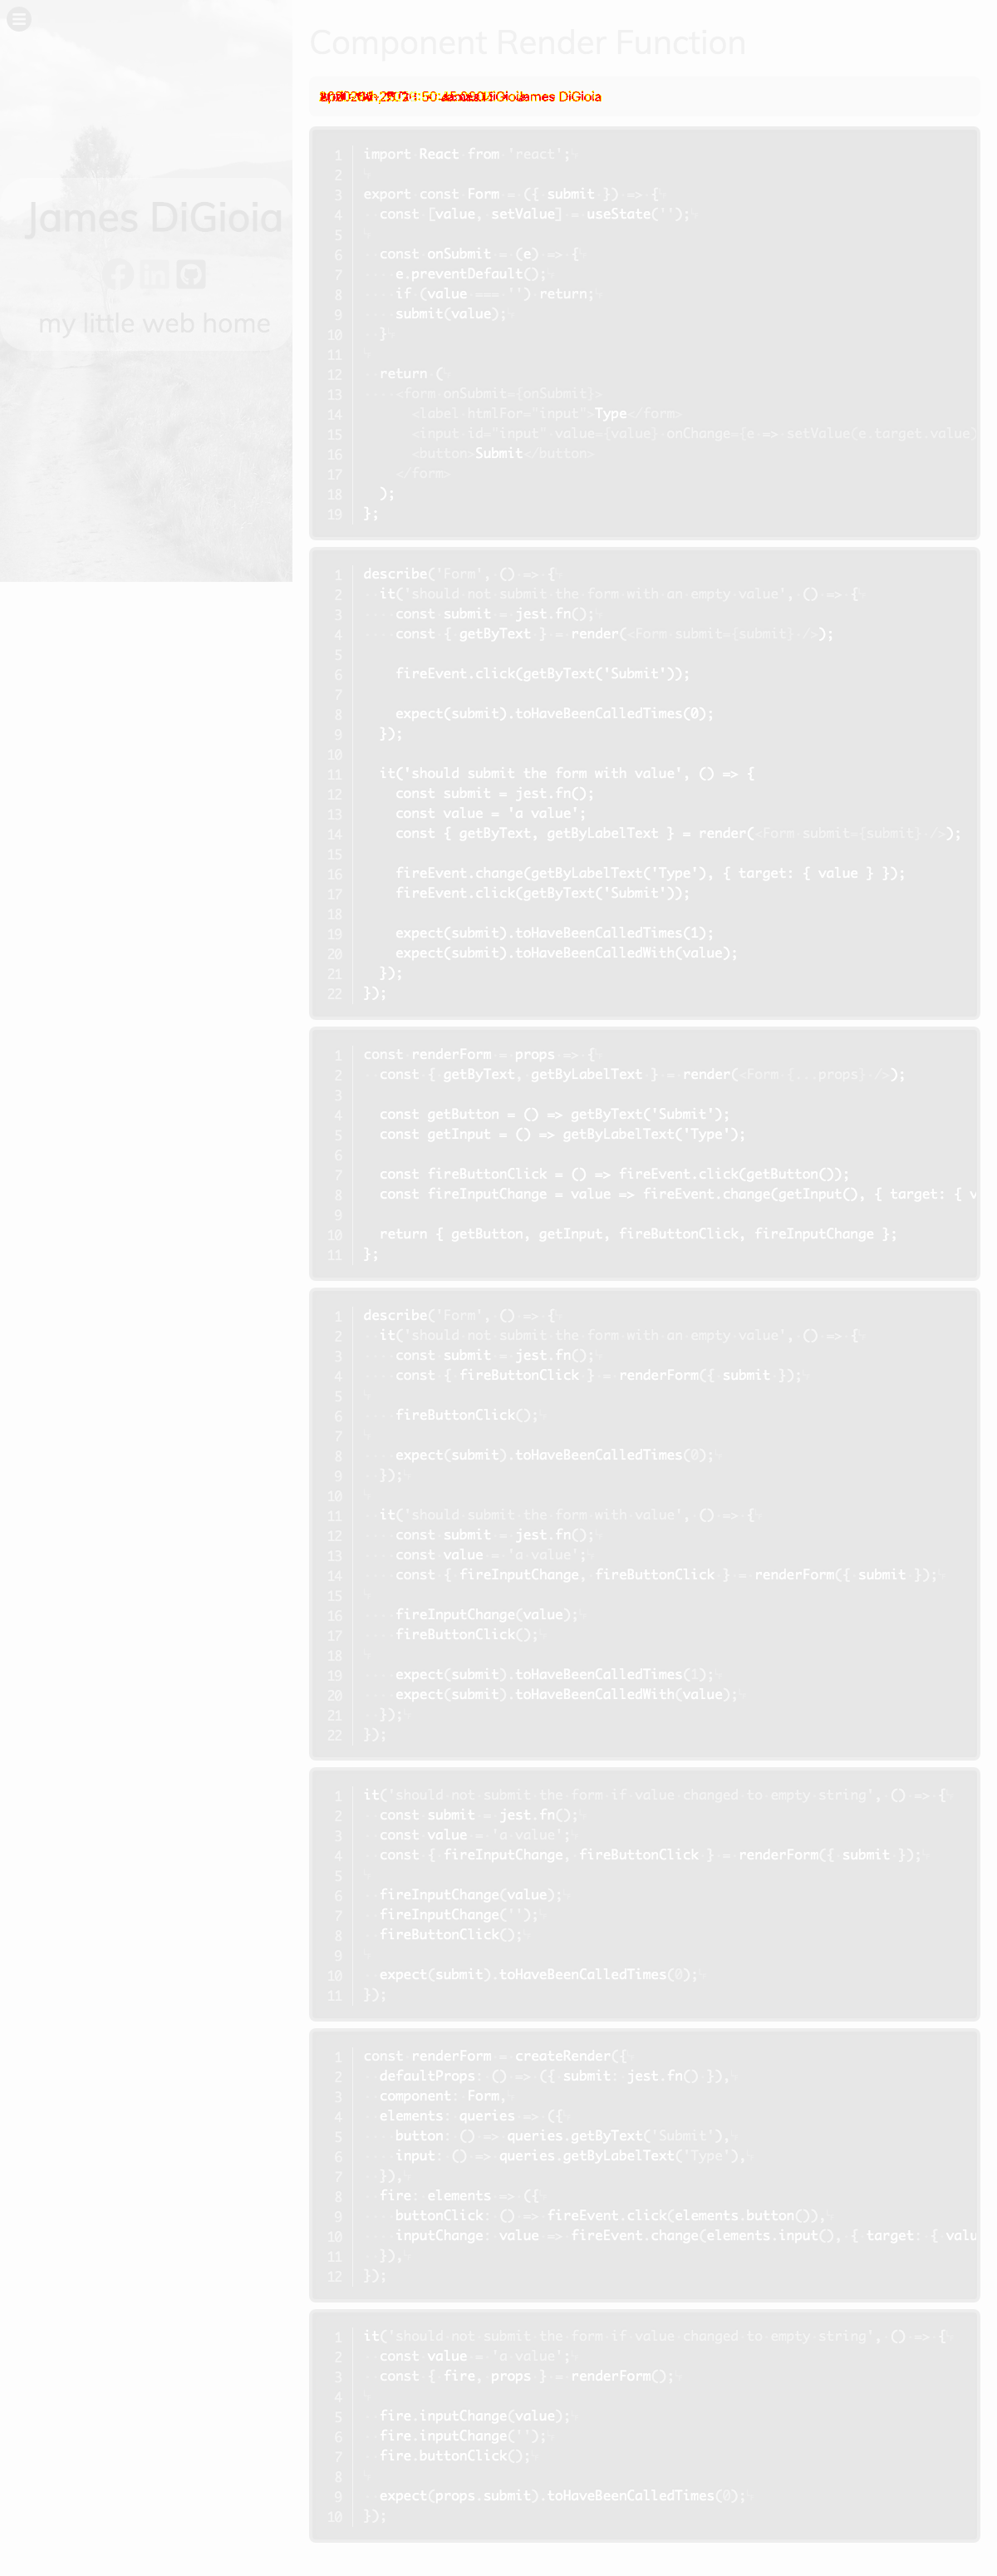 James DiGioia
my little web home
Component Render Function
James DiGioia
1 import React from 'react';
2
3 export const Form = ({ submit }) => {
4   const [value, setValue] = useState('');
5
6   const onSubmit = (e) => {
7     e.preventDefault();
8     if (value === '') return;
9     submit(value);
10   }
11
12   return (
13     <form onSubmit={onSubmit}>
14       <label htmlFor="input">Type</form>
15       <input id="input" value={value} onChange={e => setValue(e.target.value)
16       <button>Submit</button>
17     </form>
18   );
19 };
1 describe('Form', () => {
2   it('should not submit the form with an empty value', () => {
3     const submit = jest.fn();
4     const { getByText } = render(<Form submit={submit} />);
5
6     fireEvent.click(getByText('Submit'));
7
8     expect(submit).toHaveBeenCalledTimes(0);
9   });
10
11   it('should submit the form with value', () => {
12     const submit = jest.fn();
13     const value = 'a value';
14     const { getByText, getByLabelText } = render(<Form submit={submit} />);
15
16     fireEvent.change(getByLabelText('Type'), { target: { value } });
17     fireEvent.click(getByText('Submit'));
18
19     expect(submit).toHaveBeenCalledTimes(1);
20     expect(submit).toHaveBeenCalledWith(value);
21   });
22 });
1 const renderForm = props => {
2   const { getByText, getByLabelText } = render(<Form {...props} />);
3
4   const getButton = () => getByText('Submit');
5   const getInput = () => getByLabelText('Type');
6
7   const fireButtonClick = () => fireEvent.click(getButton());
8   const fireInputChange = value => fireEvent.change(getInput(), { target: { v
9
10   return { getButton, getInput, fireButtonClick, fireInputChange };
11 };
1 describe('Form', () => {
2   it('should not submit the form with an empty value', () => {
3     const submit = jest.fn();
4     const { fireButtonClick } = renderForm({ submit });
5
6     fireButtonClick();
7
8     expect(submit).toHaveBeenCalledTimes(0);
9   });
10
11   it('should submit the form with value', () => {
12     const submit = jest.fn();
13     const value = 'a value';
14     const { fireInputChange, fireButtonClick } = renderForm({ submit });
15
16     fireInputChange(value);
17     fireButtonClick();
18
19     expect(submit).toHaveBeenCalledTimes(1);
20     expect(submit).toHaveBeenCalledWith(value);
21   });
22 });
1 it('should not submit the form if value changed to empty string', () => {
2   const submit = jest.fn();
3   const value = 'a value';
4   const { fireInputChange, fireButtonClick } = renderForm({ submit });
5
6   fireInputChange(value);
7   fireInputChange('');
8   fireButtonClick();
9
10   expect(submit).toHaveBeenCalledTimes(0);
11 });
1 const renderForm = createRender({
2   defaultProps: () => ({ submit: jest.fn() }),
3   component: Form,
4   elements: queries => ({
5     button: () => queries.getByText('Submit'),
6     input: () => queries.getByLabelText('Type'),
7   }),
8   fire: elements => ({
9     buttonClick: () => fireEvent.click(elements.button()),
10     inputChange: value => fireEvent.change(elements.input(), { target: { valu
11   }),
12 });
1 it('should not submit the form if value changed to empty string', () => {
2   const value = 'a value';
3   const { fire, props } = renderForm();
4
5   fire.inputChange(value);
6   fire.inputChange('');
7   fire.buttonClick();
8
9   expect(props.submit).toHaveBeenCalledTimes(0);
10 });